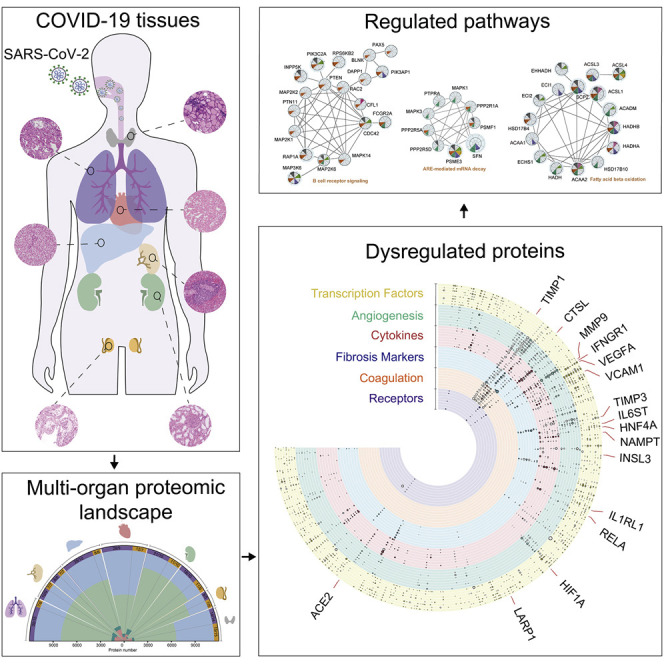 COVID-19 tissues
SARS-CoV-2
Multi-organ proteomic
landscape
9000
6000
3000
0
3000
6000
9000
Protein number
Regulated pathways
PIK3C2A
RPS6KB2
PAX5
BLNK
INPP5K
PTEN
DAPP1
PIK3AP1
MAP2K2
RAC2
PTN11
CFL1
FCGR2A
CDC42
MAP2K1
RAF1A
MAPK14
MAP3K6
MAP2K6
B cell receptor signaling
MAPK1
PTPRA
PPP2R1A
MAPK3
PSMF1
PPP2R5A
PPP2R5D
SFN
PSME3
ARE-mediated mRNA decay
ACSL3
ACSL4
EHHADH
ECI1
SCP2
ACSL1
ECI2
ACADM
HSD17B4
HADHB
ACAA1
HADHA
ECHS1
HSD17B10
HADH
ACAA2
Fatty acid beta oxidation
Dysregulated proteins
Transcription Factors
Angiogenesis
Cytokines
Fibrosis Markers
Coagulation
Receptors
TIMP1
CTSL
MMP9
IFNGR1
VEGFA
VCAM1
TIMP3
IL6ST
HNF4A
NAMPT
INSL3
IL1RL1
RELA
HIF1A
LARP1
ACE2